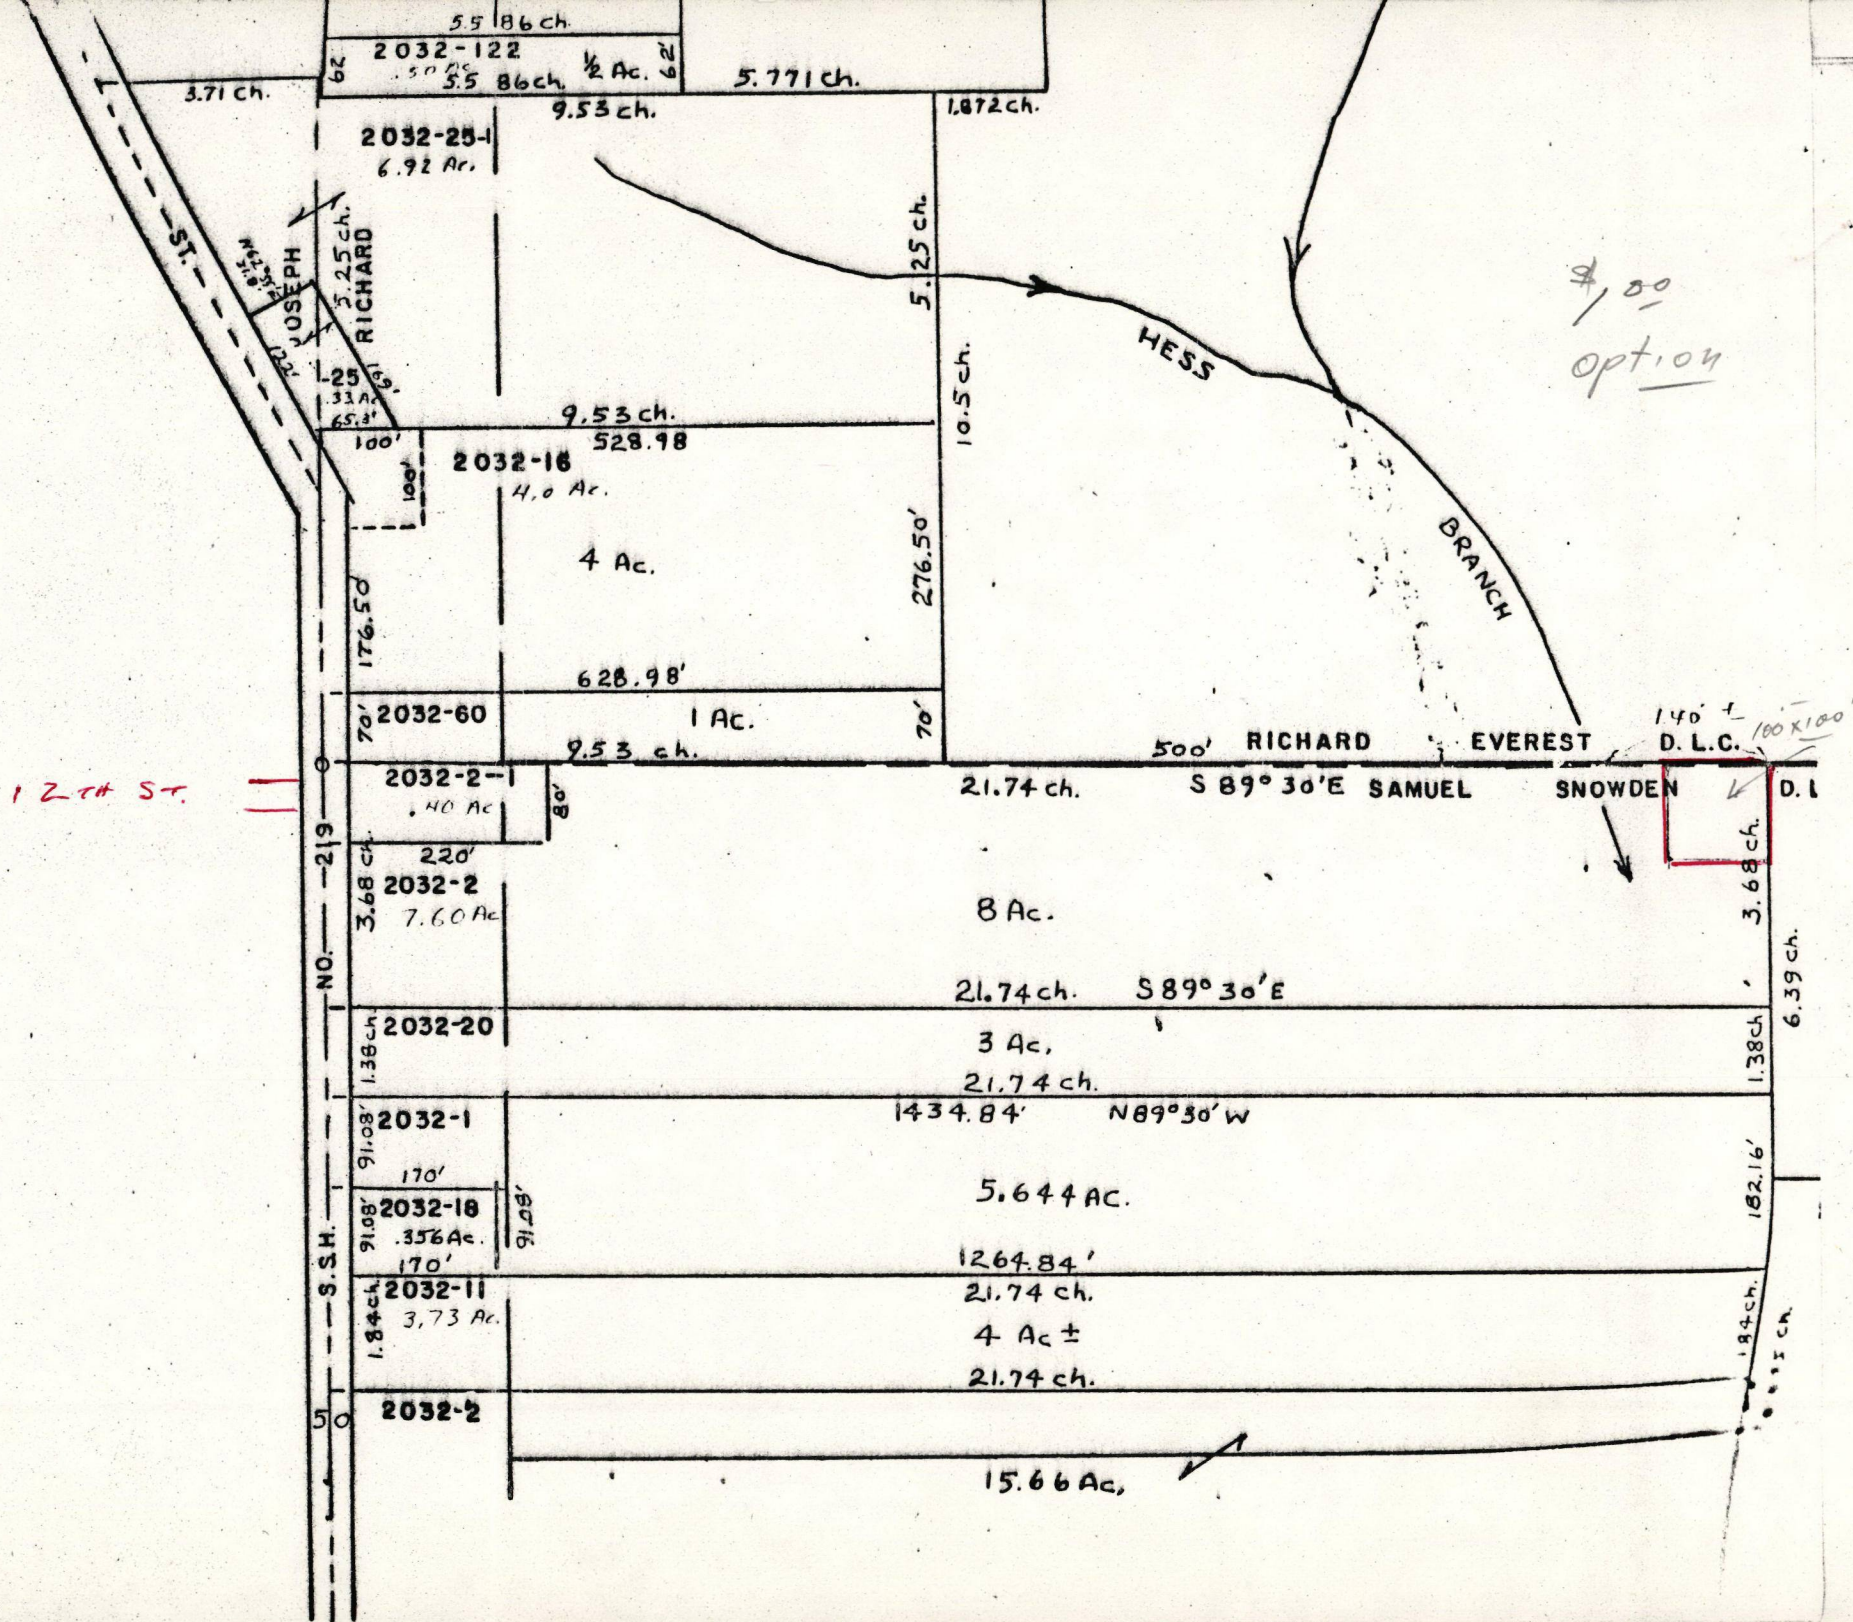 5.5 86 ch.
2032-122
62'
½ Ac.
62'
5.5 86 ch.
5.771 ch.
3.71 ch.
9.53 ch.
1.872 ch.
2032-25-1
6.92 Ac.
ST.
JOSEPH
5.25 ch.
RICHARD
5.25 ch.
HESS
BRANCH
$1.00
option
122'
-25
.33 Ac
169'
65.3'
9.53 ch.
10.5 ch.
100'
528.98
2032-16
4.0 Ac.
100'
4 Ac.
276.50'
176.50
628.98'
70'
2032-60
1 Ac.
70'
9.53 ch.
500'
RICHARD EVEREST D. L. C.
140' ±
100 x 100'
12TH ST.
2032-2-1
.40 Ac
80'
21.74 ch.
S 89° 30' E
SAMUEL SNOWDEN D. L
220'
3.68 ch.
2032-2
7.60 Ac
8 Ac.
3.68 ch.
6.39 ch.
21.74 ch. S 89° 30' E
NO. 219
1.38 ch.
2032-20
3 Ac.
1.38 ch
21.74 ch.
91.08'
2032-1
1434.84' N 89° 30' W
170'
5.644 AC.
182.16'
91.08'
2032-18
91.08'
.356 Ac.
170'
1264.84'
S.S.H.
2032-11
1.84 ch.
3.73 Ac.
21.74 ch.
4 Ac ±
1.84 ch.
21.74 ch.
50
2032-2
15.66 Ac.